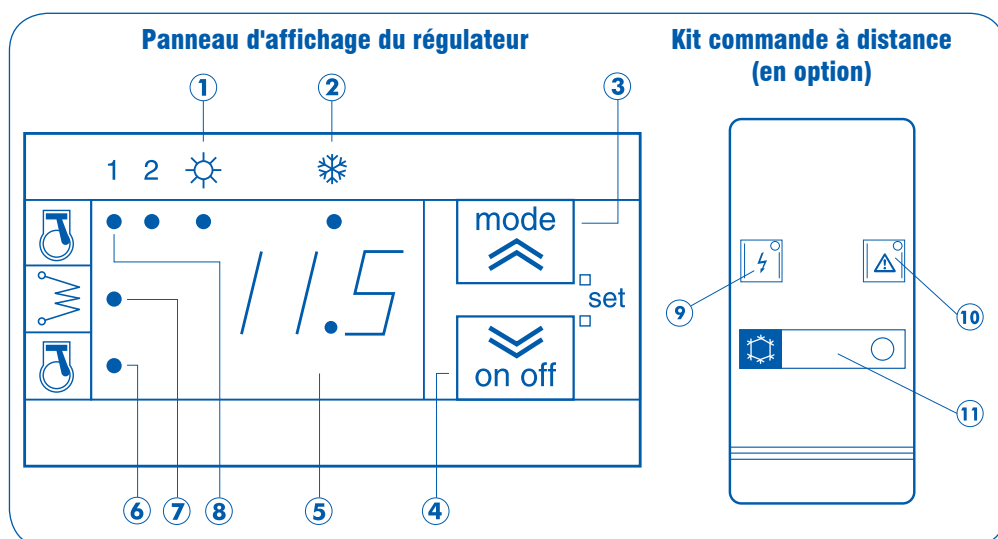 Panneau d'affichage du régulateur
Kit commande à distance
(en option)
1 2 3
1 2
mode
11.5
set
on off
9 10
11
6 7 8 5 4